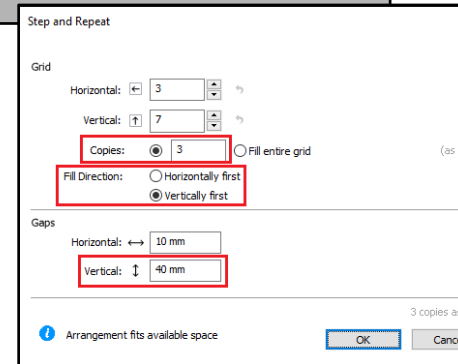 Step and Repeat
Grid
Horizontal: 3
Vertical: 7
Copies: 3 Fill entire grid (as
Fill Direction: Horizontally first
Vertically first
Gaps
Horizontal: 10 mm
Vertical: 40 mm
3 copies a
Arrangement fits available space OK Canc